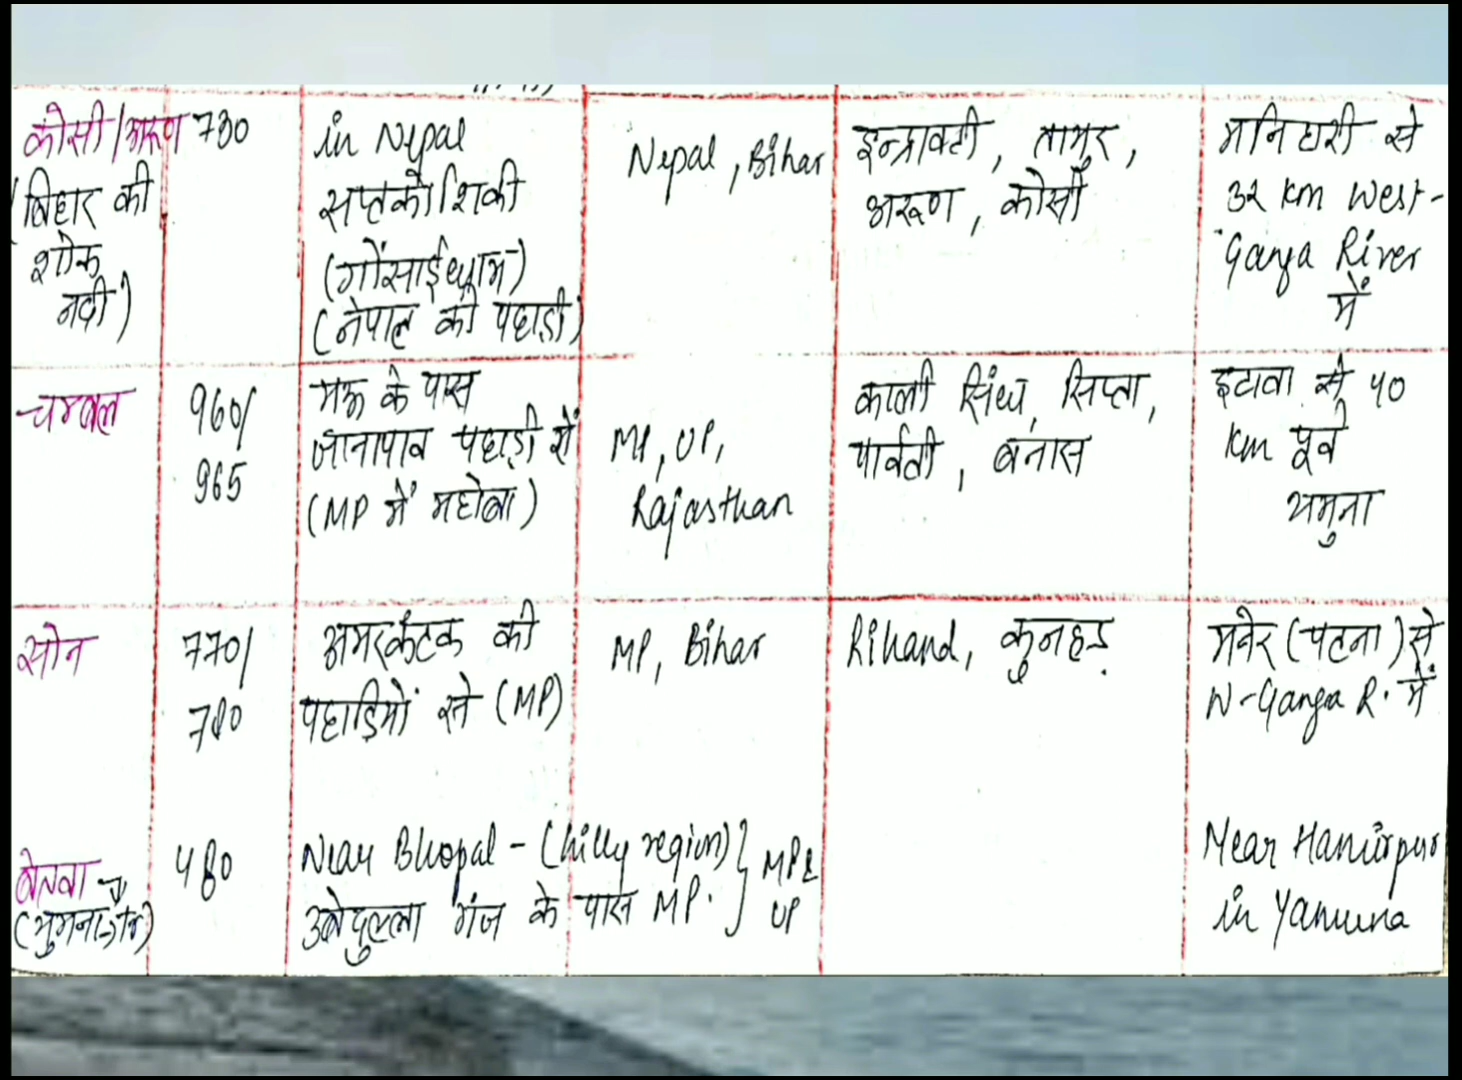 कोसी/अरुण
(बिहार की
शोक
नदी)
730
in Nepal
सप्तकौशिकी
(गोंसाईधाम)
(नेपाल की पहाड़ी)
Nepal, Bihar
इन्द्रावती, तामुर,
अरूण, कोसी
मनिहारी से
32 km west-
Ganga River
में
चम्बल
960/
965
मऊ के पास
जानापाव पहाड़ी से
(MP में महोबा)
MP, UP,
Rajasthan
काली सिंध, सिप्ता,
पार्वती, बनास
इटावा से 40
km पूर्व
यमुना
सोन
770/
780
अमरकंटक की
पहाड़ियों से (MP)
MP, Bihar
Rihand, कुनहड़
मनेर (पटना) से
W-Ganga R. में
बेतवा
480
Near Bhopal - (hilly region)
उबेदुल्ला गंज के पास MP.
MP &
UP
Near Hamirpur
in Yamuna